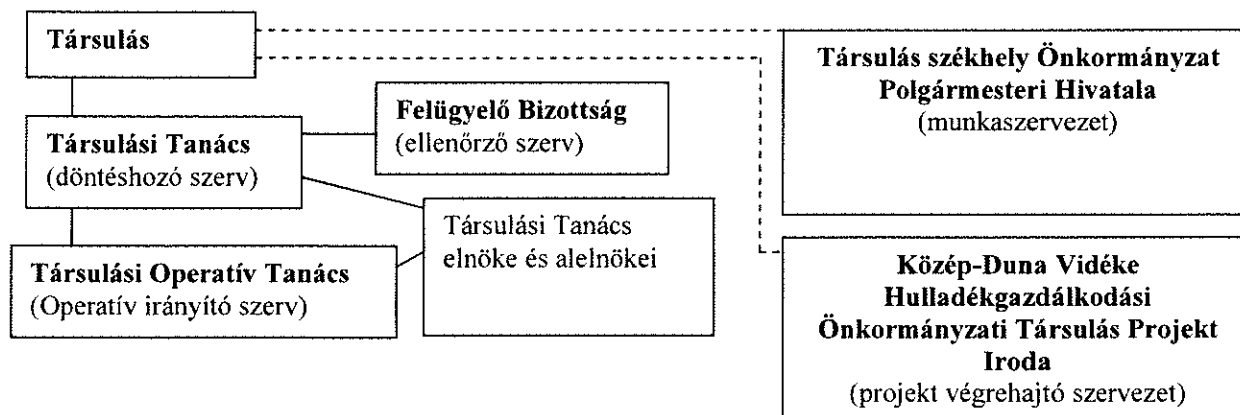 Társulás
Társulási Tanács
(döntéshozó szerv)
Felügyelő Bizottság
(ellenőrző szerv)
Társulási Tanács
elnöke és alelnökei
Társulási Operatív Tanács
(Operatív irányító szerv)
Társulás székhely Önkormányzat
Polgármesteri Hivatala
(munkaszervezet)
Közép-Duna Vidéke
Hulladékgazdálkodási
Önkormányzati Társulás Projekt
Iroda
(projekt végrehajtó szervezet)